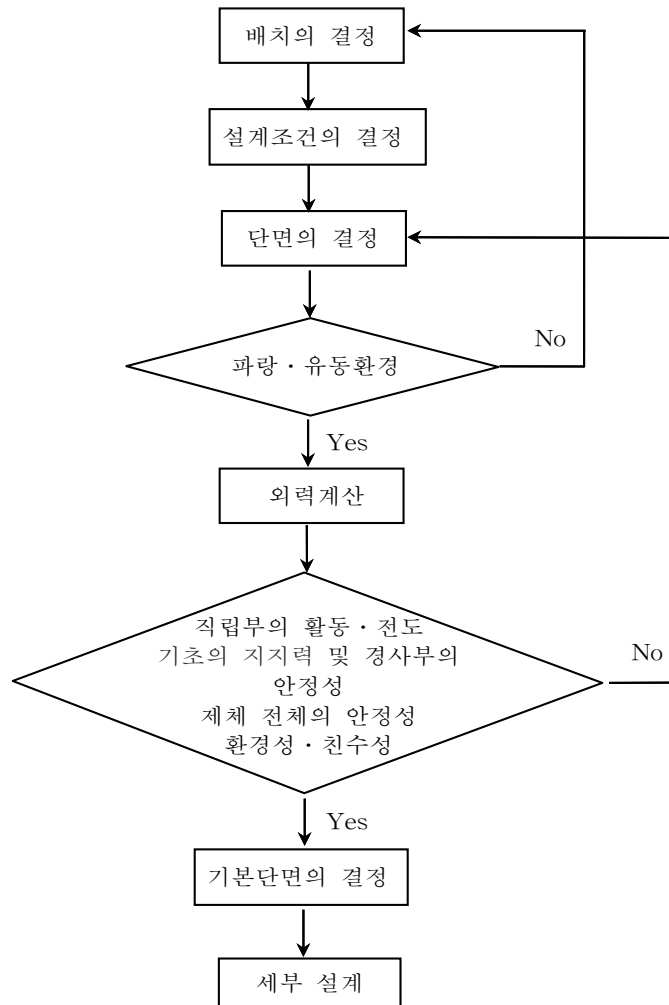 배치의 결정
설계조건의 결정
단면의 결정
No
파랑·유동환경
Yes
외력계산
직립부의 활동·전도
기초의 지지력 및 경사부의
안정성
제체 전체의 안정성
환경성·친수성
No
Yes
기본단면의 결정
세부 설계